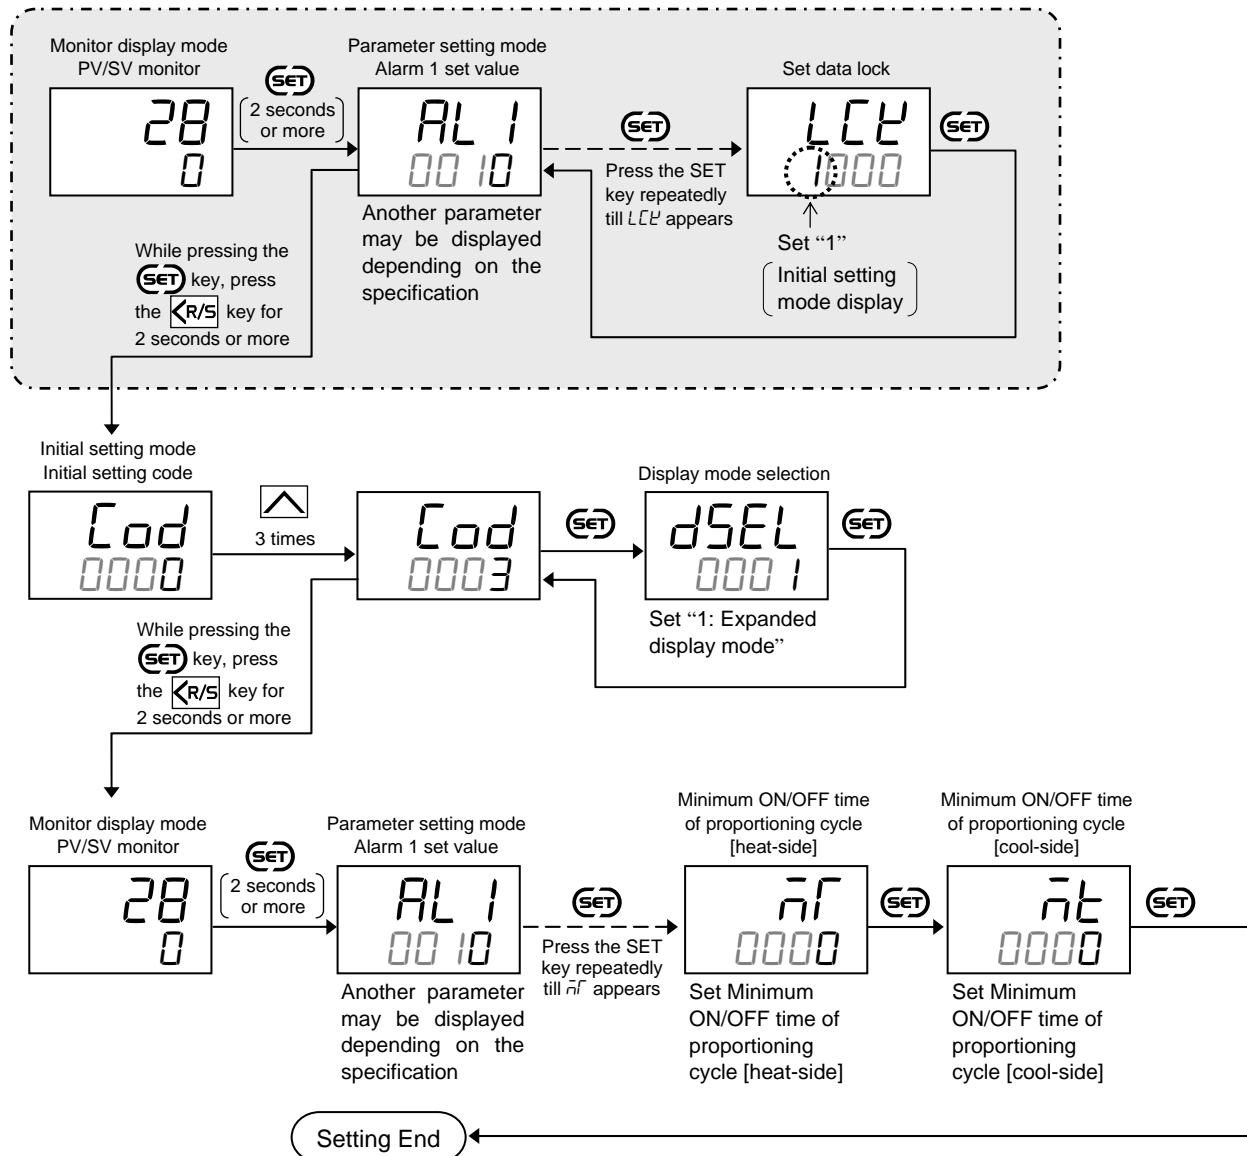 Monitor display mode
PV/SV monitor
28
0
SET
2 seconds
or more
Parameter setting mode
Alarm 1 set value
AL1
0010
Another parameter
may be displayed
depending on the
specification
SET
Press the SET
key repeatedly
till LCK appears
Set data lock
LCK
1000
SET
Set “1”
Initial setting
mode display
While pressing the
SET key, press
the <R/S key for
2 seconds or more
Initial setting mode
Initial setting code
Cod
0000
3 times
Cod
0003
SET
Display mode selection
dSEL
0001
SET
Set “1: Expanded
display mode”
While pressing the
SET key, press
the <R/S key for
2 seconds or more
Monitor display mode
PV/SV monitor
28
0
SET
2 seconds
or more
Parameter setting mode
Alarm 1 set value
AL1
0010
Another parameter
may be displayed
depending on the
specification
SET
Press the SET
key repeatedly
till appears
Minimum ON/OFF time
of proportioning cycle
[heat-side]
0000
Set Minimum
ON/OFF time of
proportioning
cycle [heat-side]
SET
Minimum ON/OFF time
of proportioning cycle
[cool-side]
0000
Set Minimum
ON/OFF time of
proportioning
cycle [cool-side]
SET
Setting End